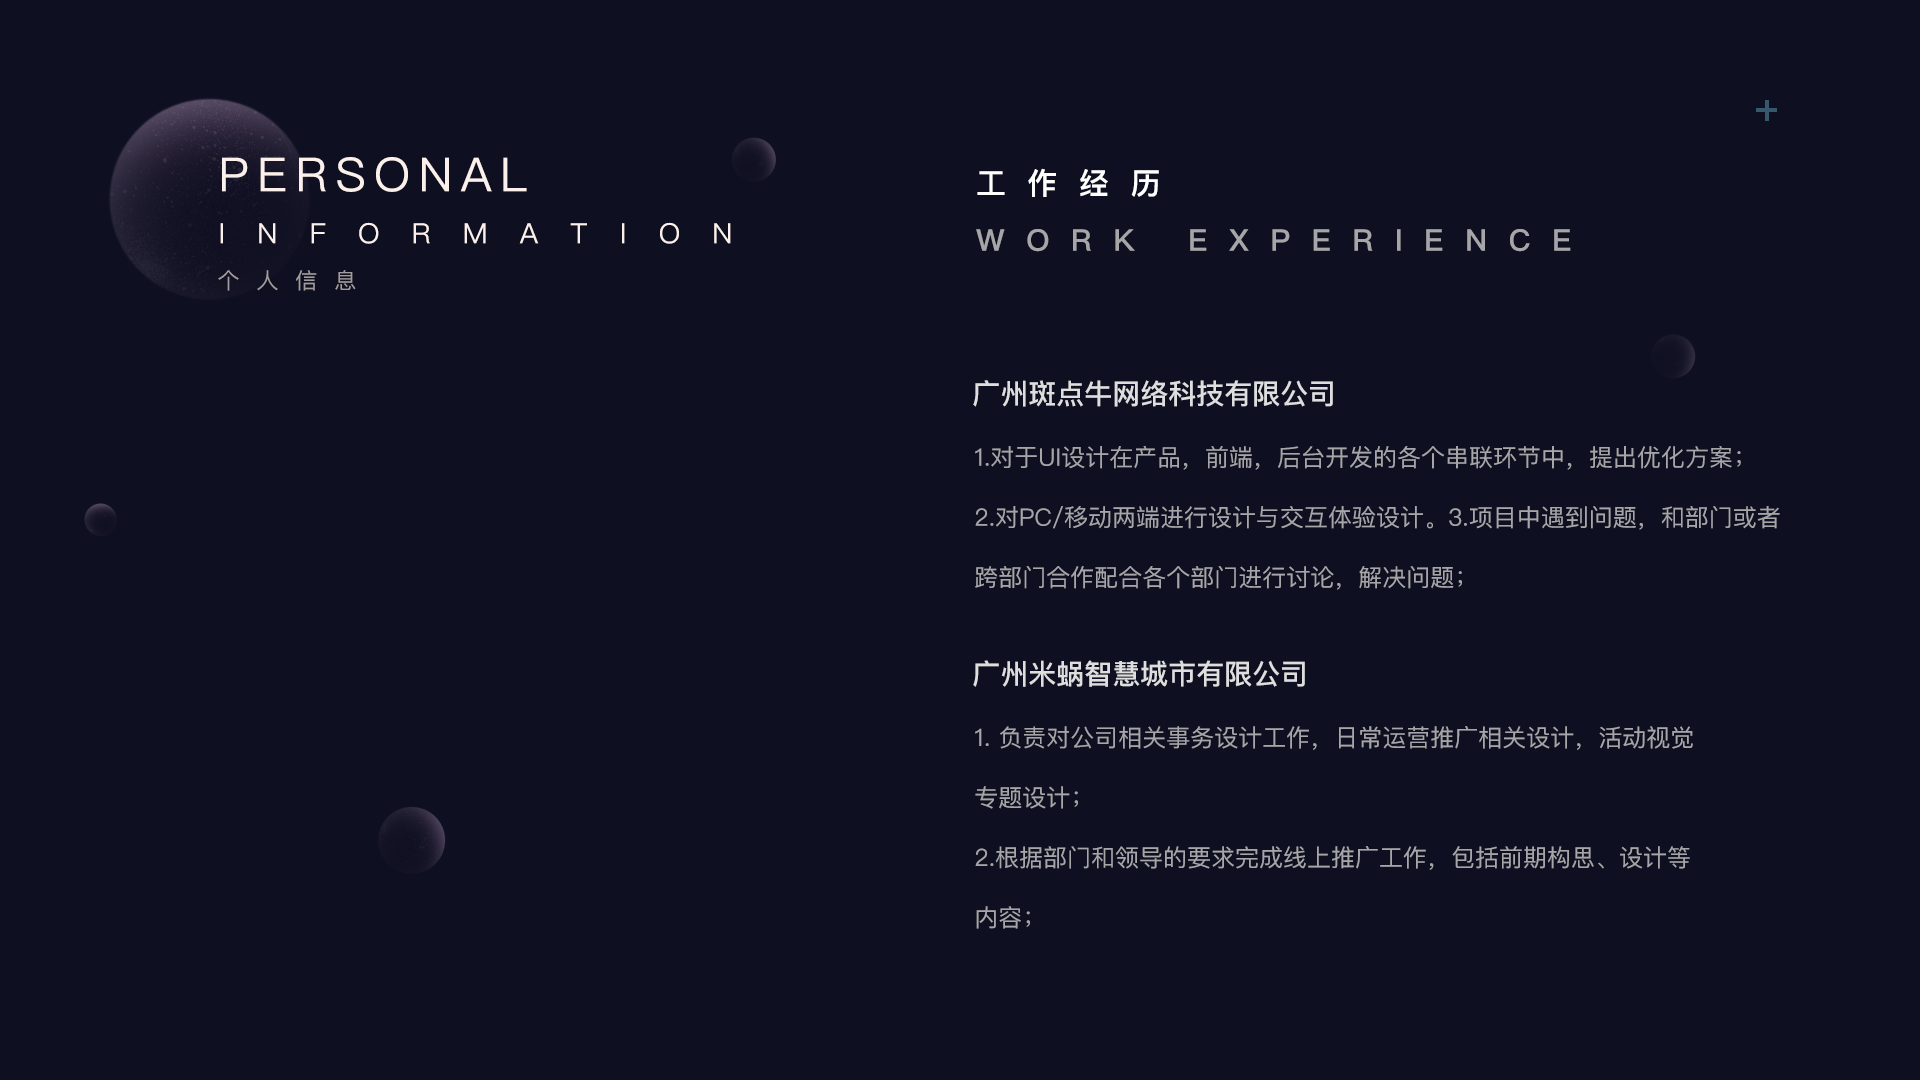 PERSONAL
INFORMATION
个人信息
工作经历
WORK EXPERIENCE
广州斑点牛网络科技有限公司
1.对于UI设计在产品，前端，后台开发的各个串联环节中，提出优化方案；
2.对PC/移动两端进行设计与交互体验设计。3.项目中遇到问题，和部门或者
跨部门合作配合各个部门进行讨论，解决问题；
广州米蜗智慧城市有限公司
1. 负责对公司相关事务设计工作，日常运营推广相关设计，活动视觉
专题设计；
2.根据部门和领导的要求完成线上推广工作，包括前期构思、设计等
内容；